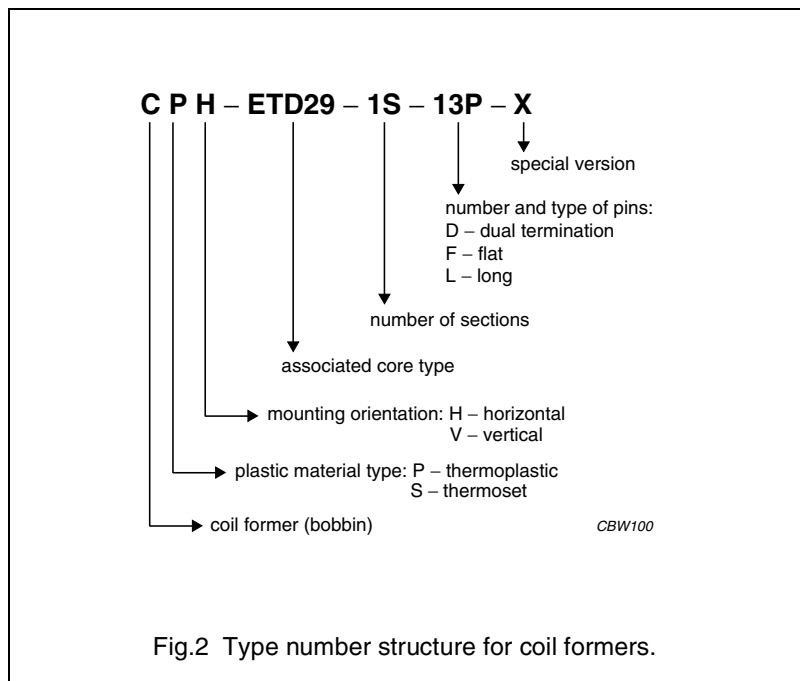 C P H – ETD29 – 1S – 13P – X
special version
number and type of pins:
D – dual termination
F – flat
L – long
number of sections
associated core type
mounting orientation: H – horizontal
V – vertical
plastic material type: P – thermoplastic
S – thermoset
coil former (bobbin)
CBW100
Fig.2 Type number structure for coil formers.